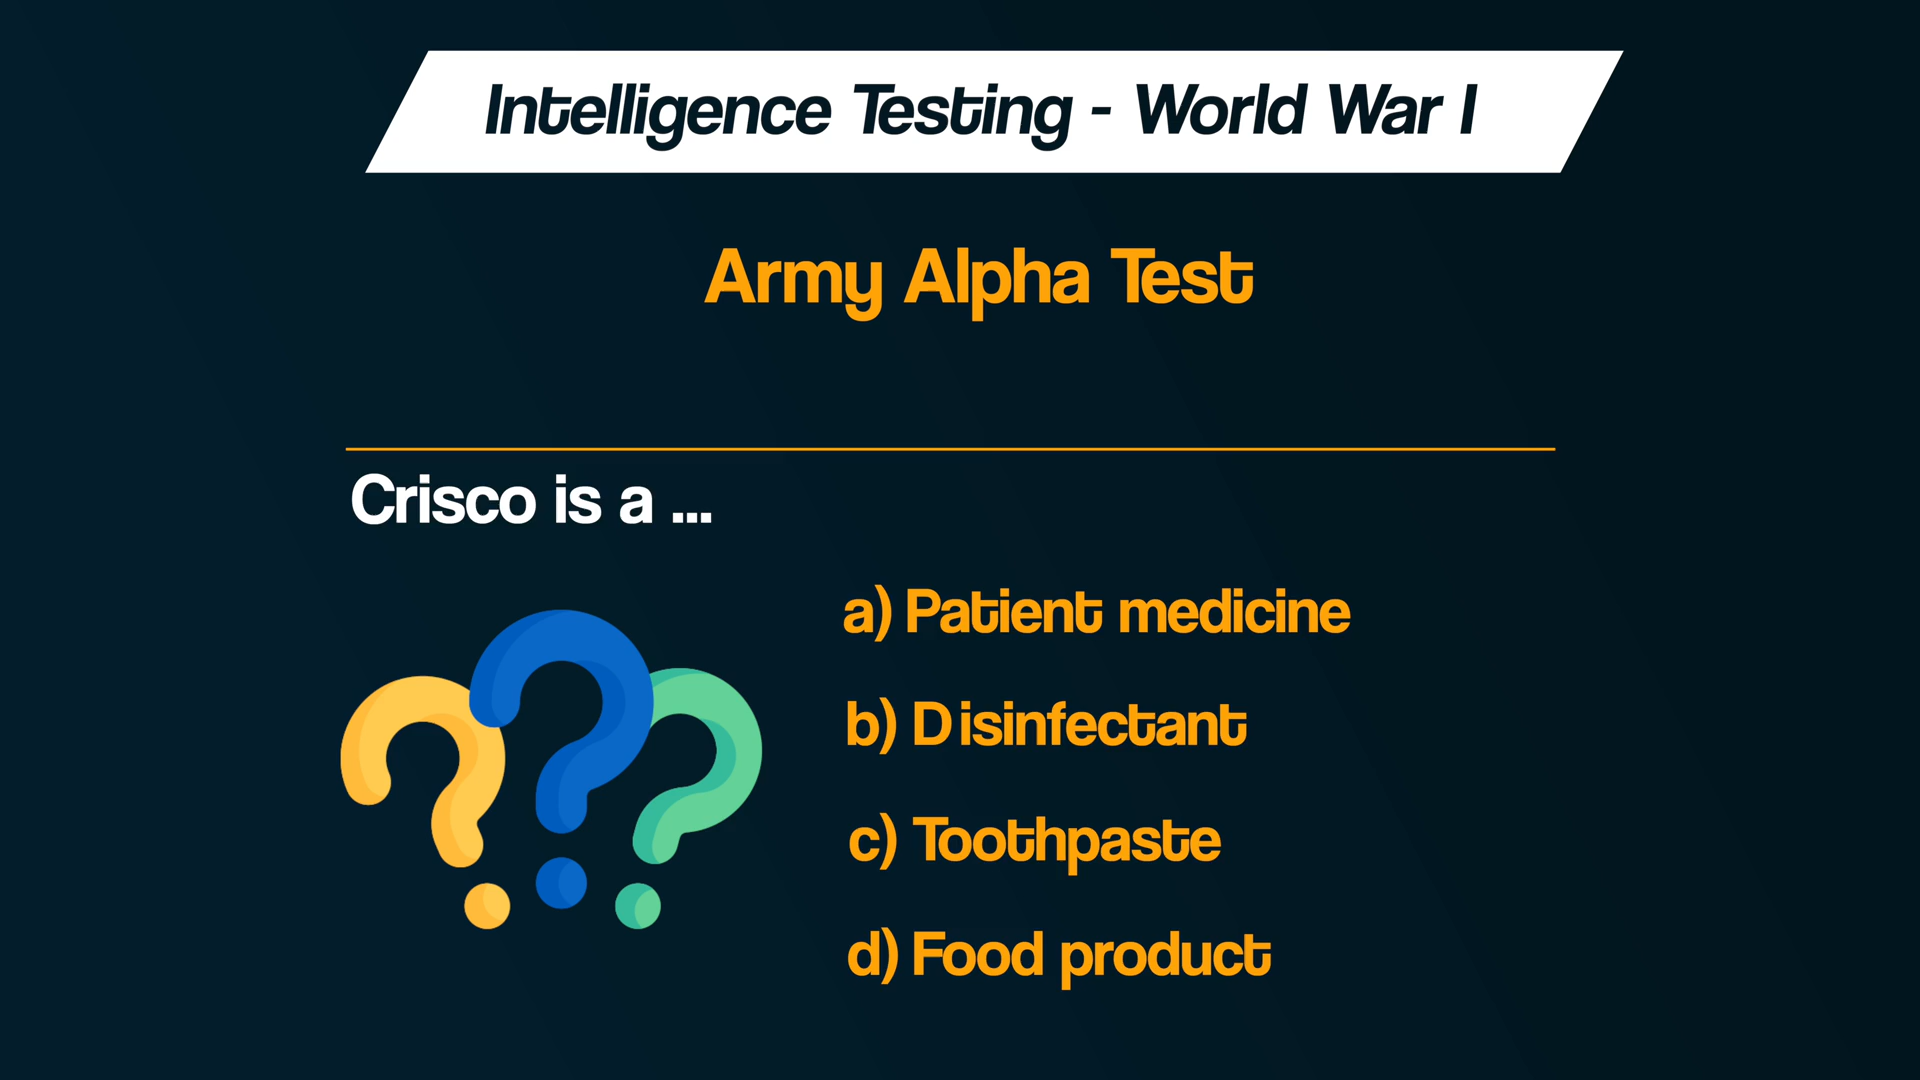 Intelligence Testing - World War I
Army Alpha Test
Crisco is a ...
a) Patient medicine
b) Disinfectant
c) Toothpaste
d) Food product